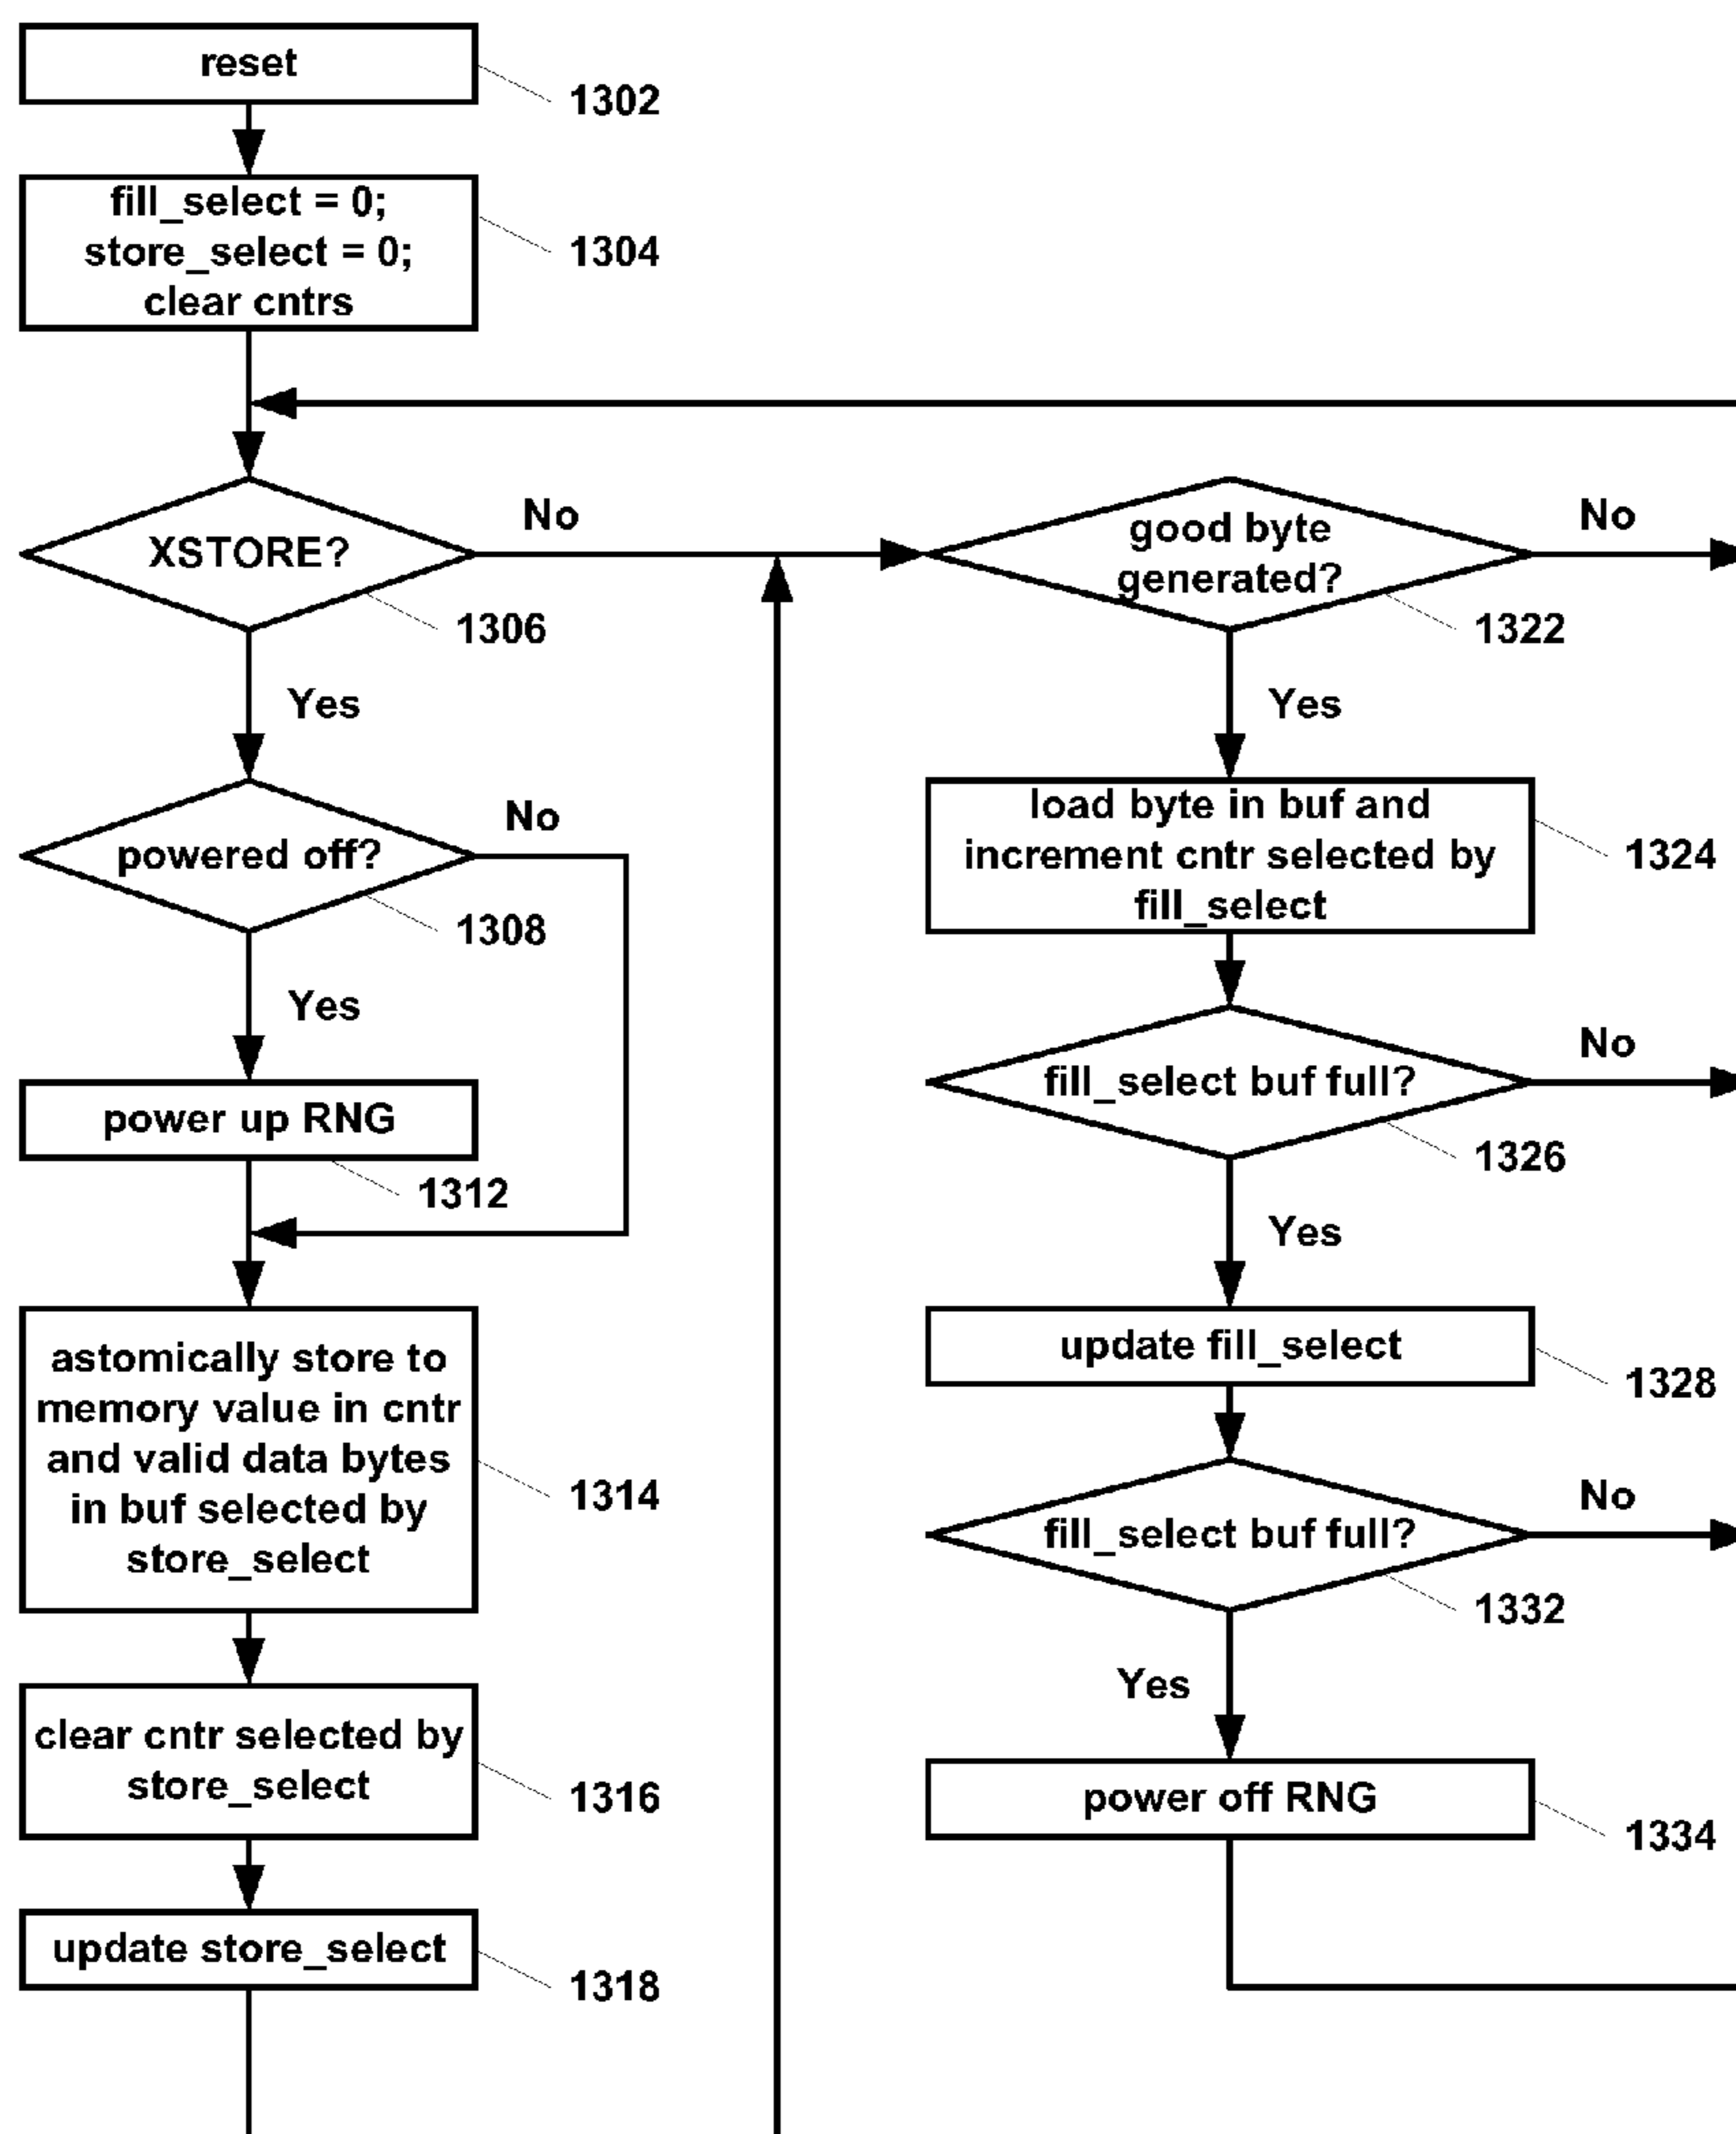 reset
1302
fill_select = 0;
store_select = 0;
clear cntrs
1304
XSTORE?
No
1306
Yes
powered off?
No
1308
Yes
power up RNG
1312
astomically store to
memory value in cntr
and valid data bytes
in buf selected by
store_select
1314
clear cntr selected by
store_select
1316
update store_select
1318
good byte
generated?
No
1322
Yes
load byte in buf and
increment cntr selected by
fill_select
1324
fill_select buf full?
No
1326
Yes
update fill_select
1328
fill_select buf full?
No
1332
Yes
power off RNG
1334